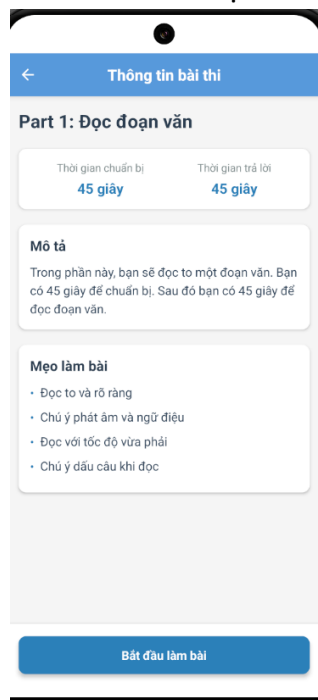 Thông tin bài thi
Part 1: Đọc đoạn văn
Thời gian chuẩn bị
Thời gian trả lời
45 giây
45 giây
Mô tả
Trong phần này, bạn sẽ đọc to một đoạn văn. Bạn
có 45 giây để chuẩn bị. Sau đó bạn có 45 giây để
đọc đoạn văn.
Mẹo làm bài
• Đọc to và rõ ràng
• Chú ý phát âm và ngữ điệu
• Đọc với tốc độ vừa phải
• Chú ý dấu câu khi đọc
Bắt đầu làm bài